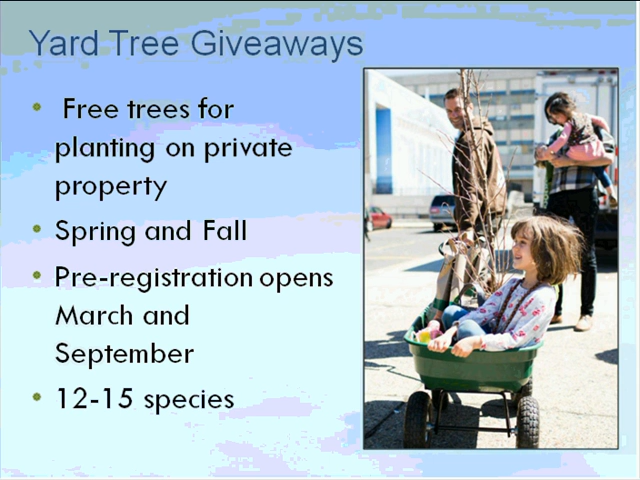 Yard Tree Giveaways
• Free trees for
planting on private
property
• Spring and Fall
• Pre-registration opens
March and
September
• 12-15 species